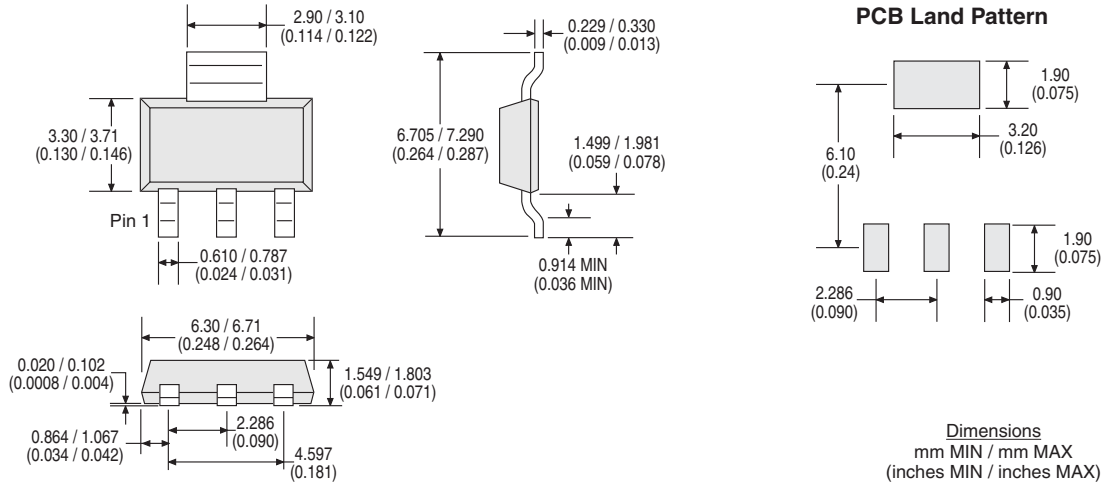 2.90 / 3.10
(0.114 / 0.122)
3.30 / 3.71
(0.130 / 0.146)
Pin 1
0.610 / 0.787
(0.024 / 0.031)
0.229 / 0.330
(0.009 / 0.013)
6.705 / 7.290
(0.264 / 0.287)
1.499 / 1.981
(0.059 / 0.078)
0.914 MIN
(0.036 MIN)
6.30 / 6.71
(0.248 / 0.264)
0.020 / 0.102
(0.0008 / 0.004)
1.549 / 1.803
(0.061 / 0.071)
0.864 / 1.067
(0.034 / 0.042)
2.286
(0.090)
4.597
(0.181)
PCB Land Pattern
1.90
(0.075)
3.20
(0.126)
6.10
(0.24)
1.90
(0.075)
2.286
(0.090)
0.90
(0.035)
Dimensions
mm MIN / mm MAX
(inches MIN / inches MAX)